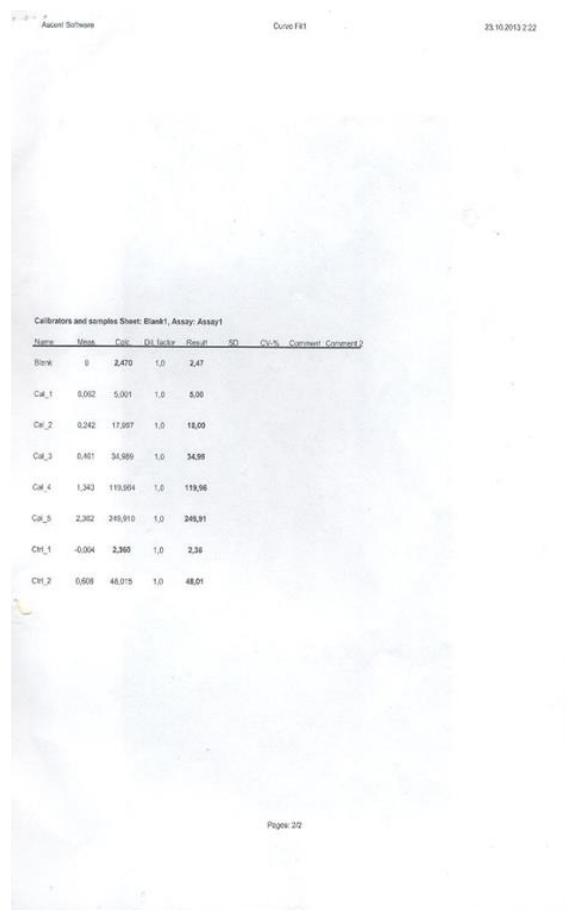 Ascent Software Curve Fit1 23.10.2013 2:22
Calibrators and samples Sheet: Blank1, Assay: Assay1
Name Meas. Calc. Dil. factor Result SD CV-% Comment Comment 2
Blank 0 2,470 1,0 2,47
Cal_1 0,062 5,001 1,0 5,00
Cal_2 0,242 17,997 1,0 18,00
Cal_3 0,461 34,989 1,0 34,99
Cal_4 1,343 119,964 1,0 119,96
Cal_5 2,382 249,910 1,0 249,91
Ctrl_1 -0,004 2,360 1,0 2,36
Ctrl_2 0,608 48,015 1,0 48,01
Pages: 2/2